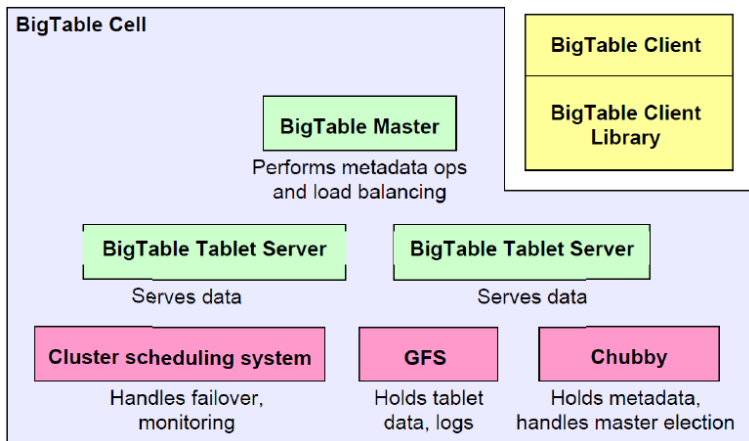 BigTable Cell
BigTable Client
BigTable Client
Library
BigTable Master
Performs metadata ops
and load balancing
BigTable Tablet Server
Serves data
BigTable Tablet Server
Serves data
Cluster scheduling system
Handles failover,
monitoring
GFS
Holds tablet
data, logs
Chubby
Holds metadata,
handles master election